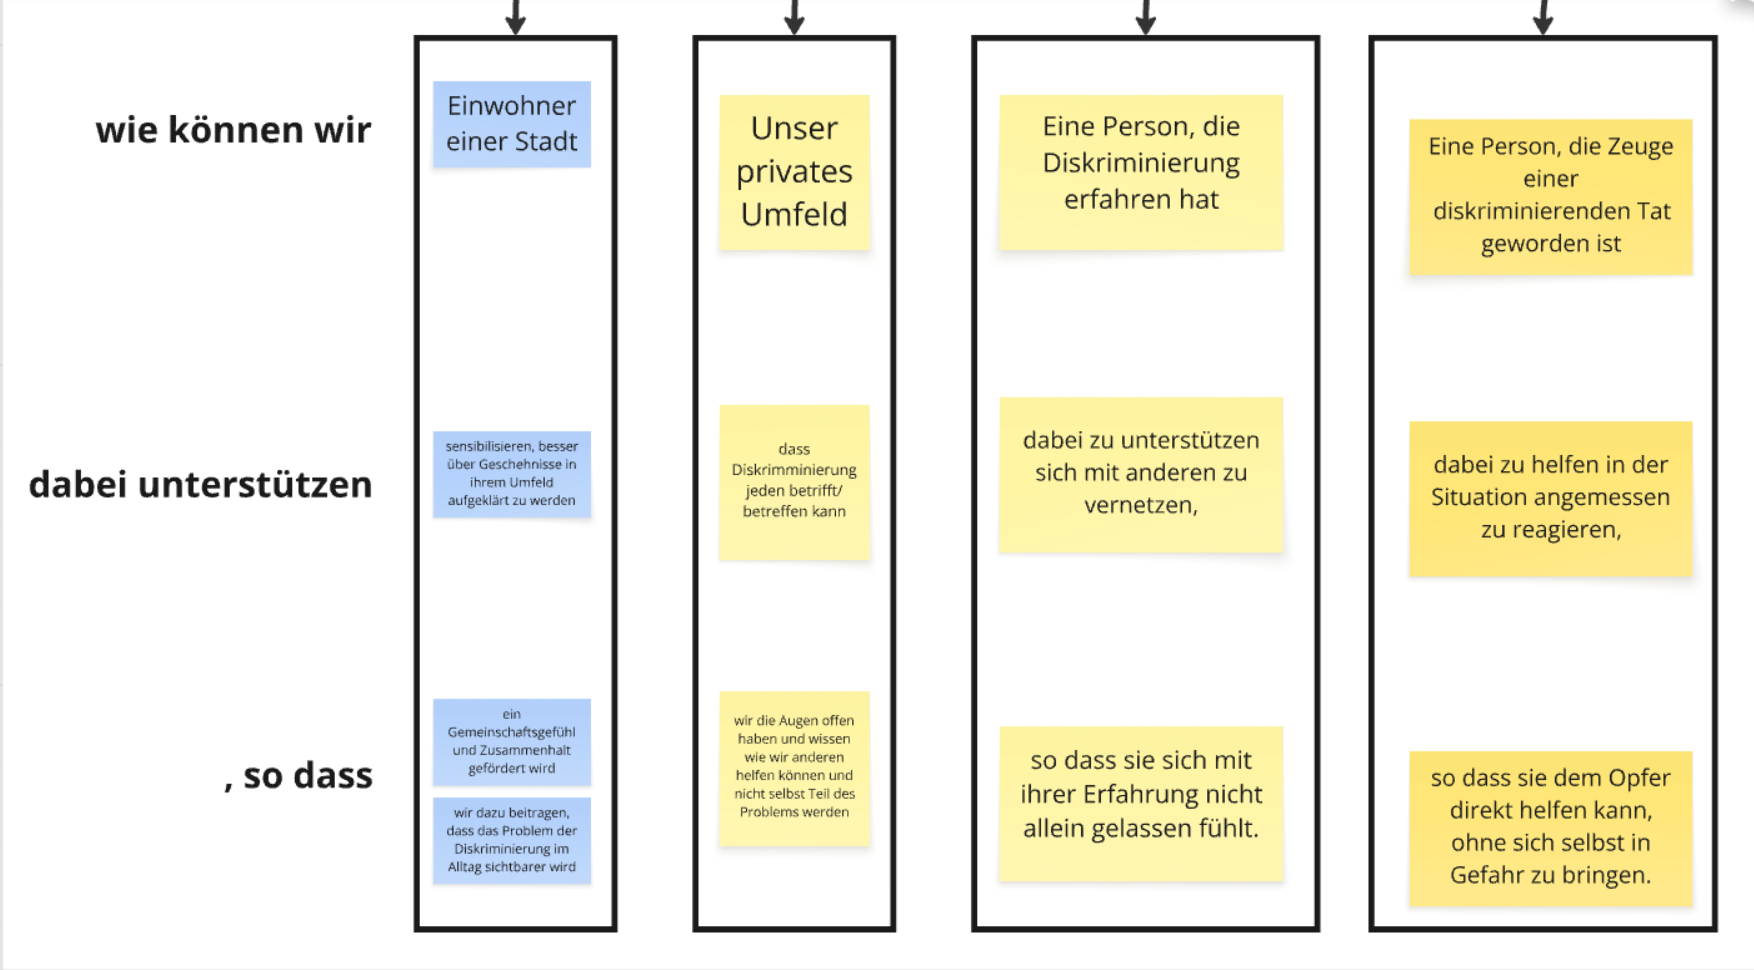 wie können wir
Einwohner
einer Stadt
Unser
privates
Umfeld
Eine Person, die
Diskriminierung
erfahren hat
Eine Person, die Zeuge
einer
diskriminierenden Tat
geworden ist
dabei unterstützen
sensibilisieren, besser
über Geschehnisse in
ihrem Umfeld
aufgeklärt zu werden
dass
Diskrimminierung
jeden betrifft/
betreffen kann
dabei zu unterstützen
sich mit anderen zu
vernetzen,
dabei zu helfen in der
Situation angemessen
zu reagieren,
, so dass
ein
Gemeinschaftsgefühl
und Zusammenhalt
gefördert wird
wir dazu beitragen,
dass das Problem der
Diskriminierung im
Alltag sichtbarer wird
wir die Augen offen
haben und wissen
wie wir anderen
helfen können und
nicht selbst Teil des
Problems werden
so dass sie sich mit
ihrer Erfahrung nicht
allein gelassen fühlt.
so dass sie dem Opfer
direkt helfen kann,
ohne sich selbst in
Gefahr zu bringen.